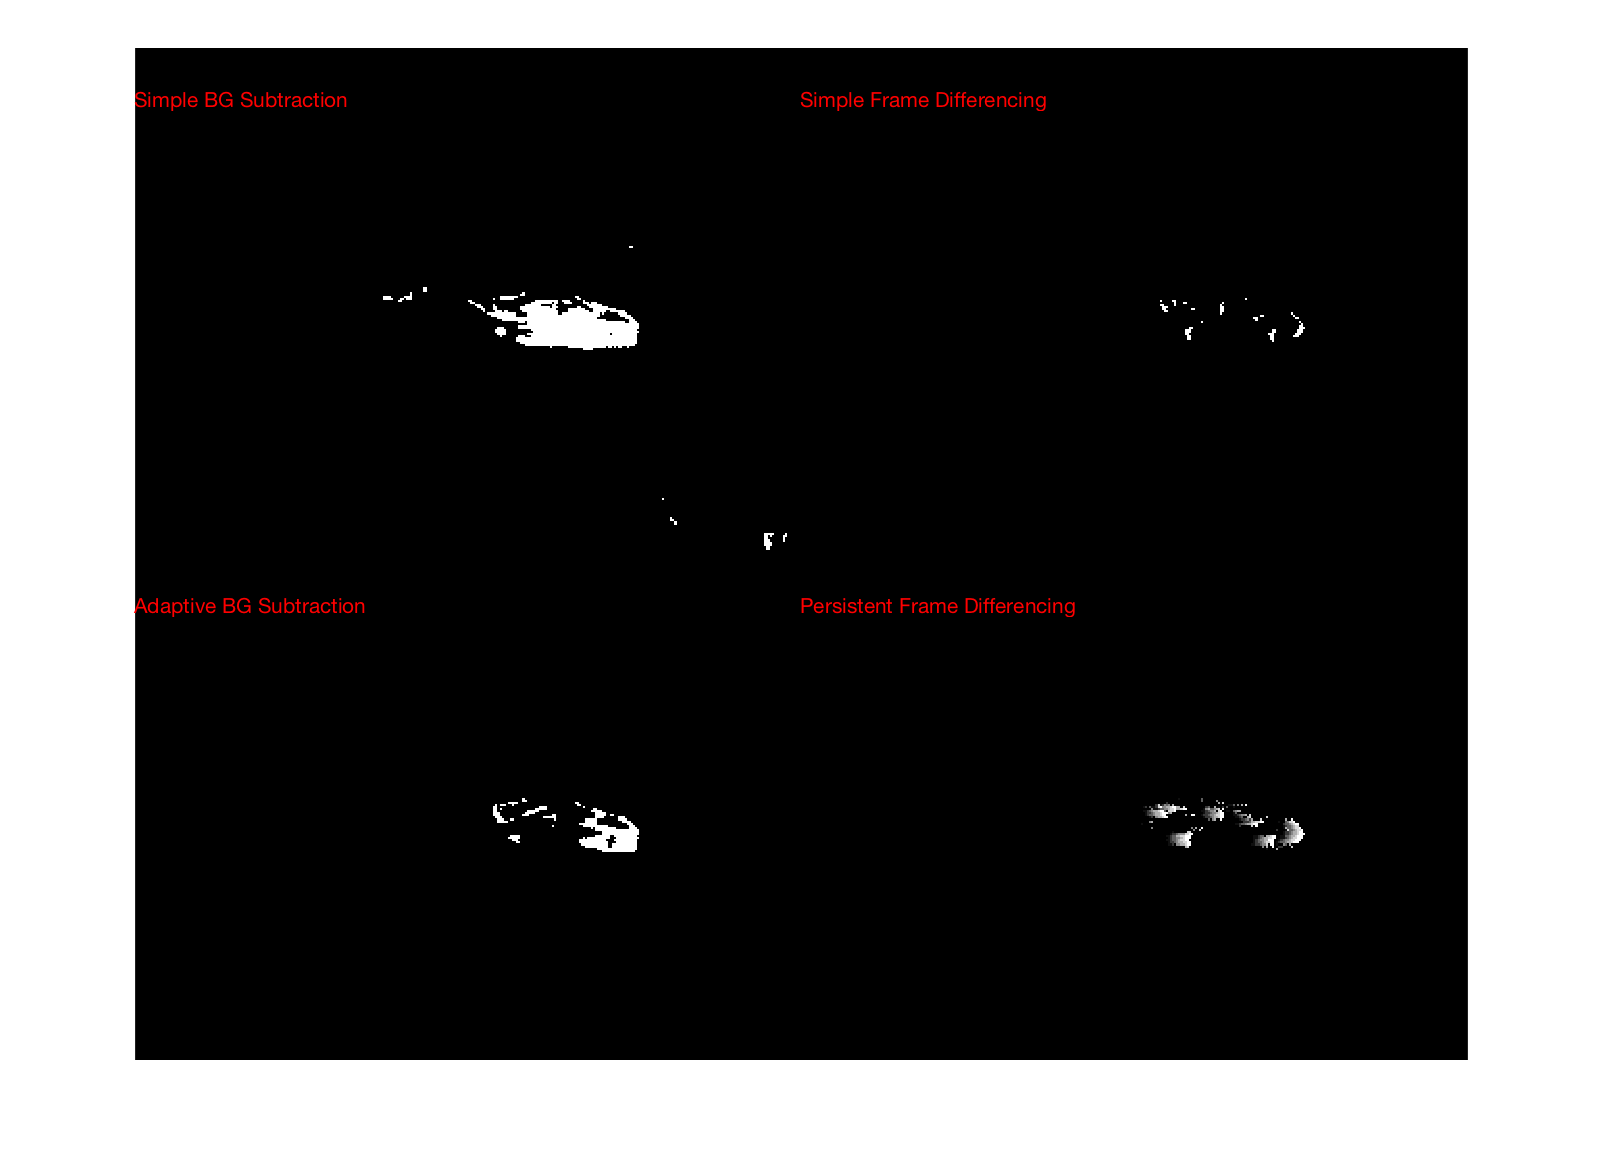 Simple BG Subtraction
Simple Frame Differencing
Adaptive BG Subtraction
Persistent Frame Differencing